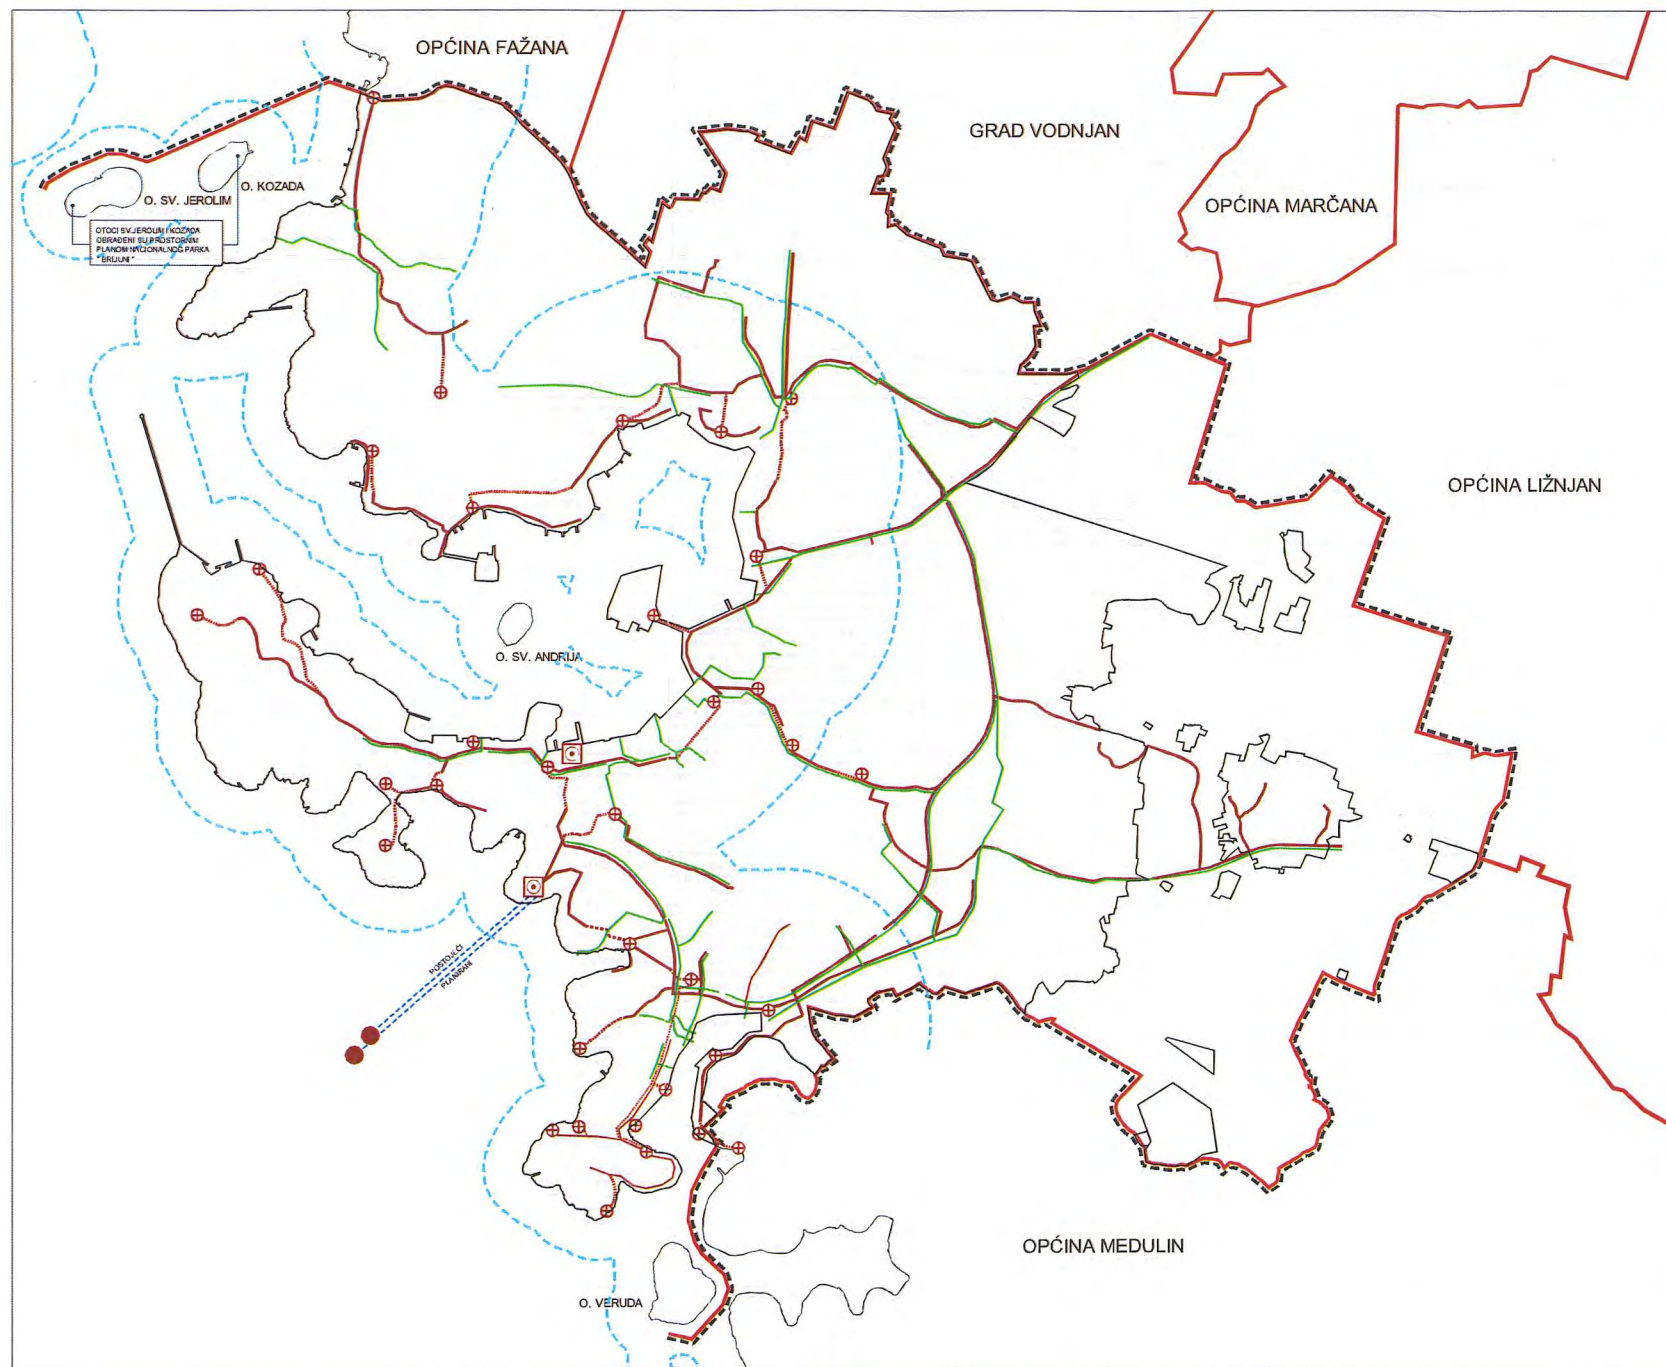 OPĆINA FAŽANA
GRAD VODNJAN
O. KOZADA
O. SV. JEROLIM
OPĆINA MARČANA
OTOCI SV.JEROLIM I KOZADA
OBRAĐENI SU PROSTORNIM
PLANOM NACIONALNOG PARKA
" BRIJUNI "
OPĆINA LIŽNJAN
O. SV. ANDRIJA
POSTOJEĆI
PLANIRANI
OPĆINA MEDULIN
O. VERUDA